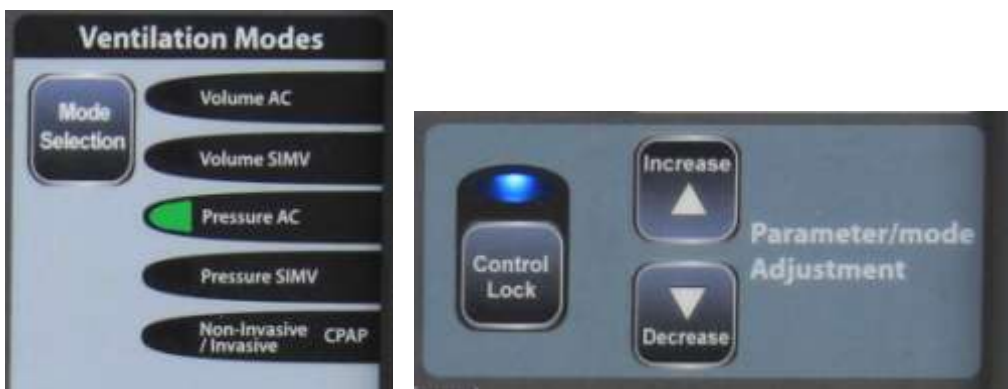 Ventilation Modes
Mode
Selection
Volume AC
Volume SIMV
Pressure AC
Pressure SIMV
Non-Invasive
/ Invasive
CPAP
Control
Lock
Increase
Decrease
Parameter/mode
Adjustment